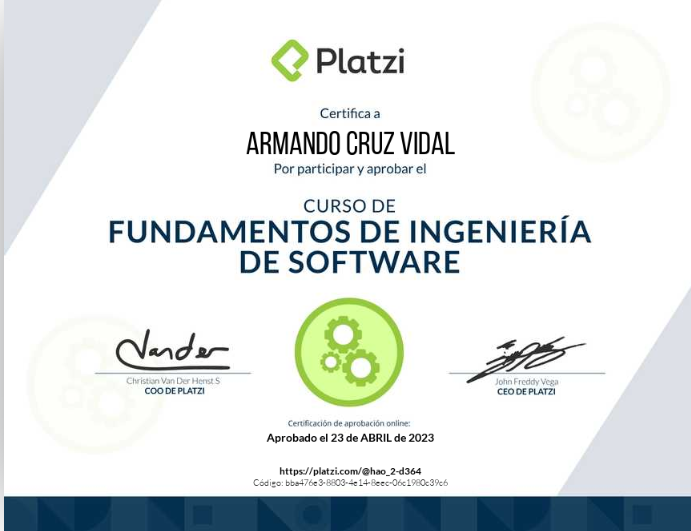 Platzi
Certifica a
ARMANDO CRUZ VIDAL
Por participar y aprobar el
CURSO DE
FUNDAMENTOS DE INGENIERÍA
DE SOFTWARE
Vander
Christian Van Der Henst S
COO DE PLATZI
John Freddy Vega
CEO DE PLATZI
Certificación de aprobación online:
Aprobado el 23 de ABRIL de 2023
https://platzi.com/@hao_2-d364
Código: bba476e3-8803-4e14-8eec-06c1980c39c6